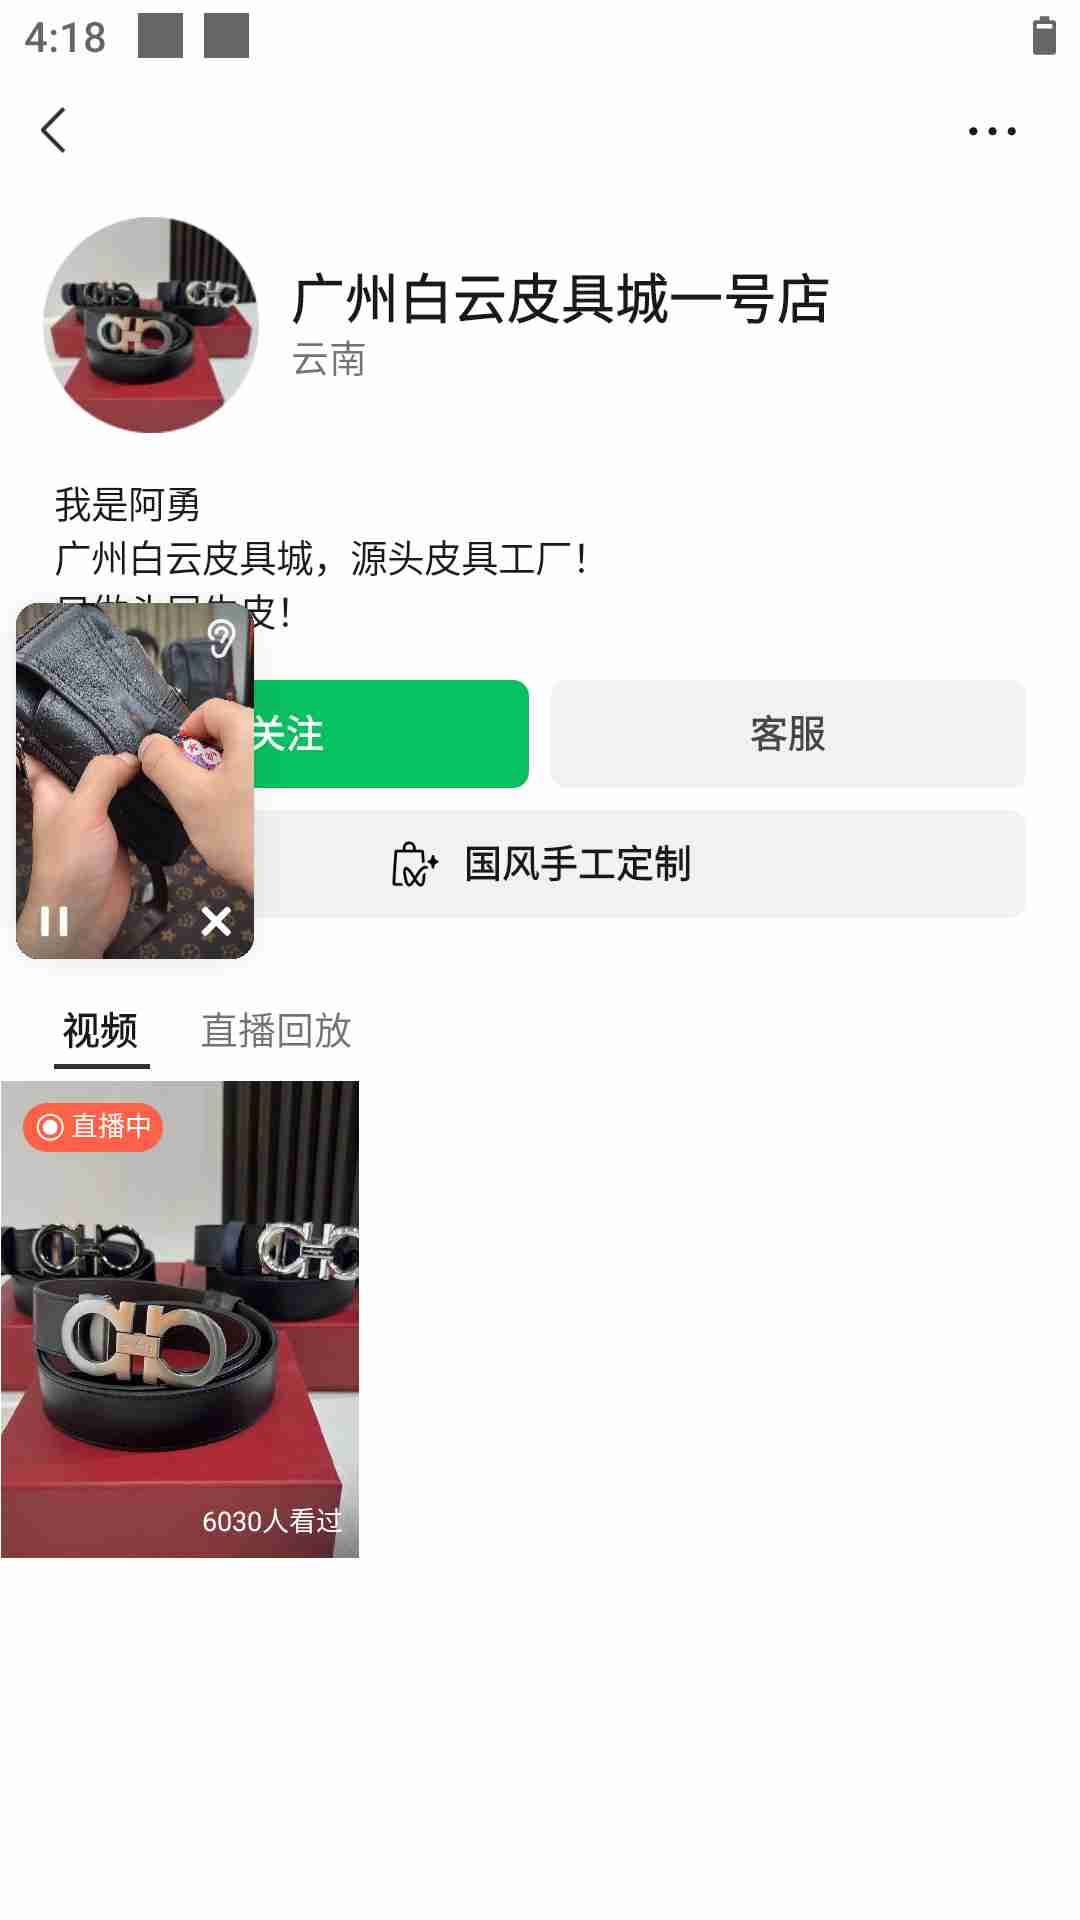 4:18
广州白云皮具城一号店
云南
我是阿勇
广州白云皮具城，源头皮具工厂！
皮！
关注
客服
国风手工定制
视频
直播回放
直播中
6030人看过